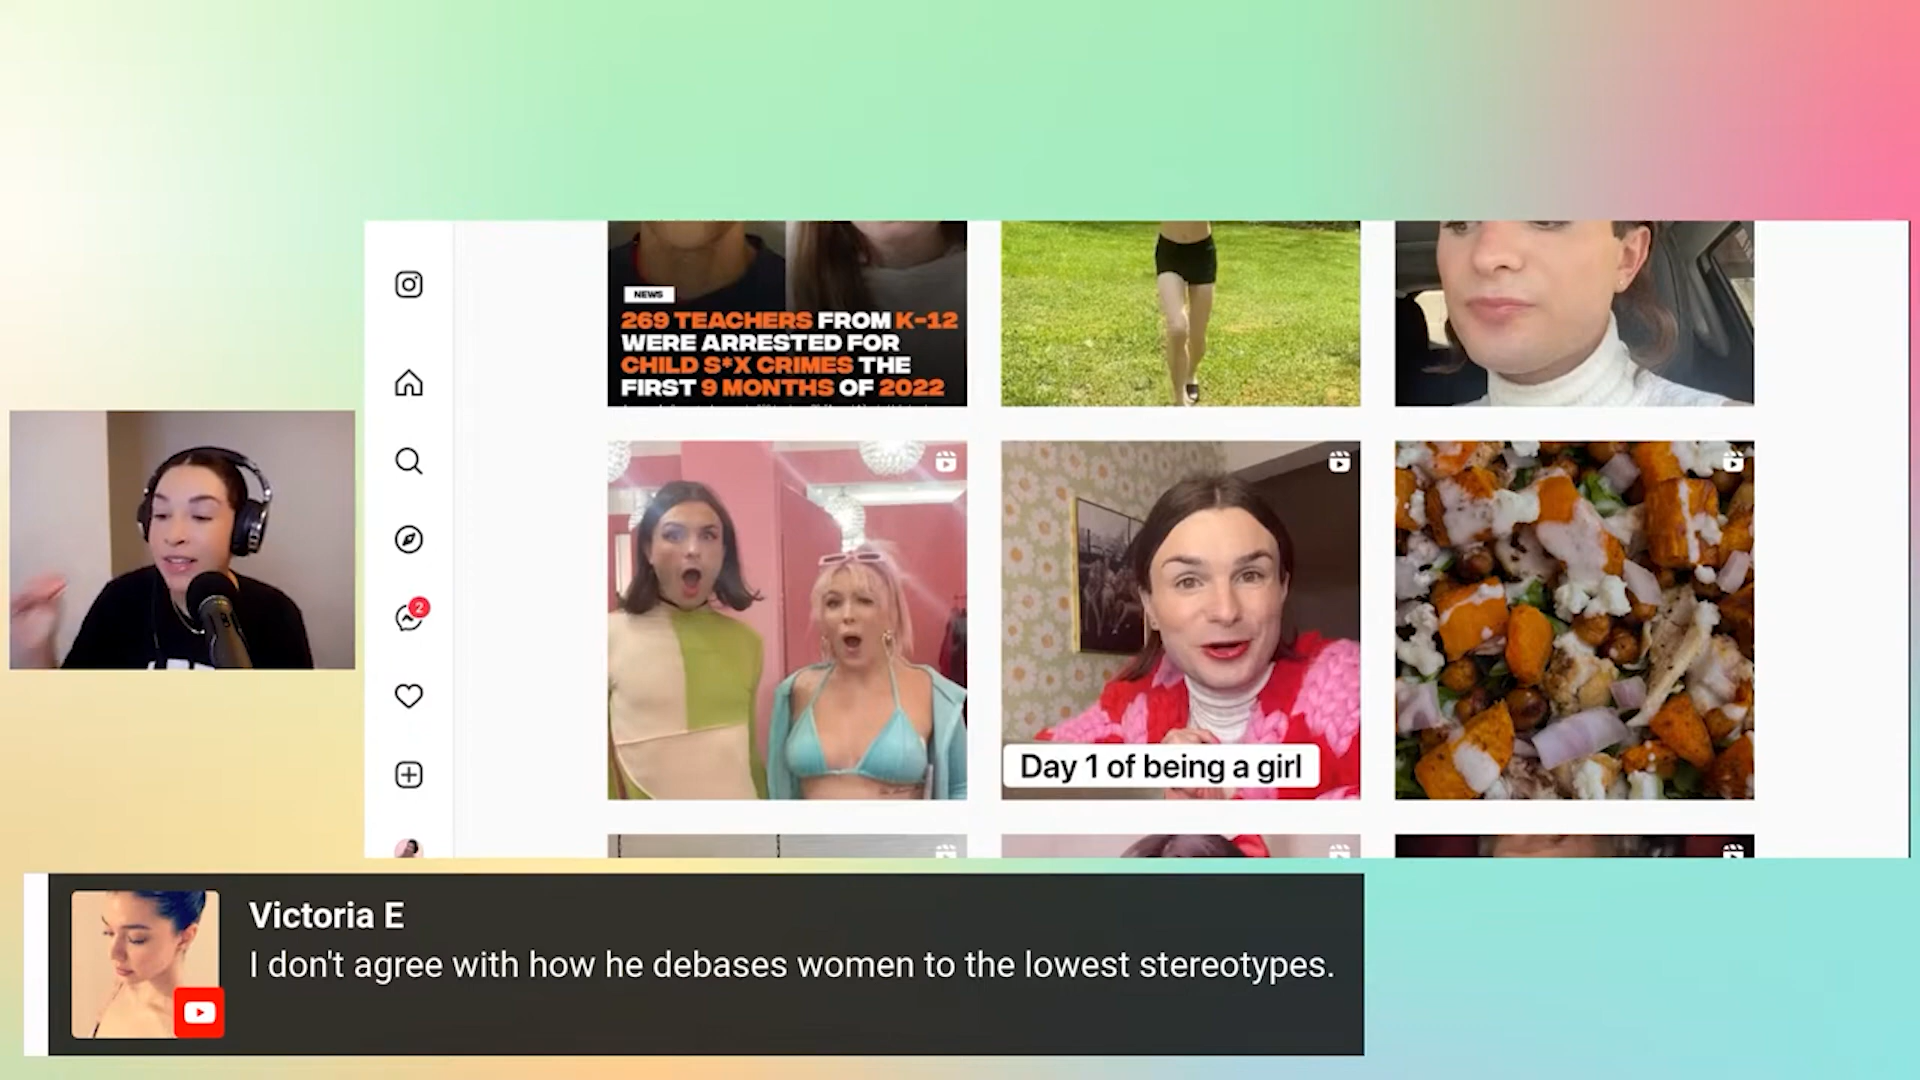 NEWS
269 TEACHERS FROM K-12
WERE ARRESTED FOR
CHILD S*X CRIMES THE
FIRST 9 MONTHS OF 2022
2
Day 1 of being a girl
Victoria E
I don't agree with how he debases women to the lowest stereotypes.